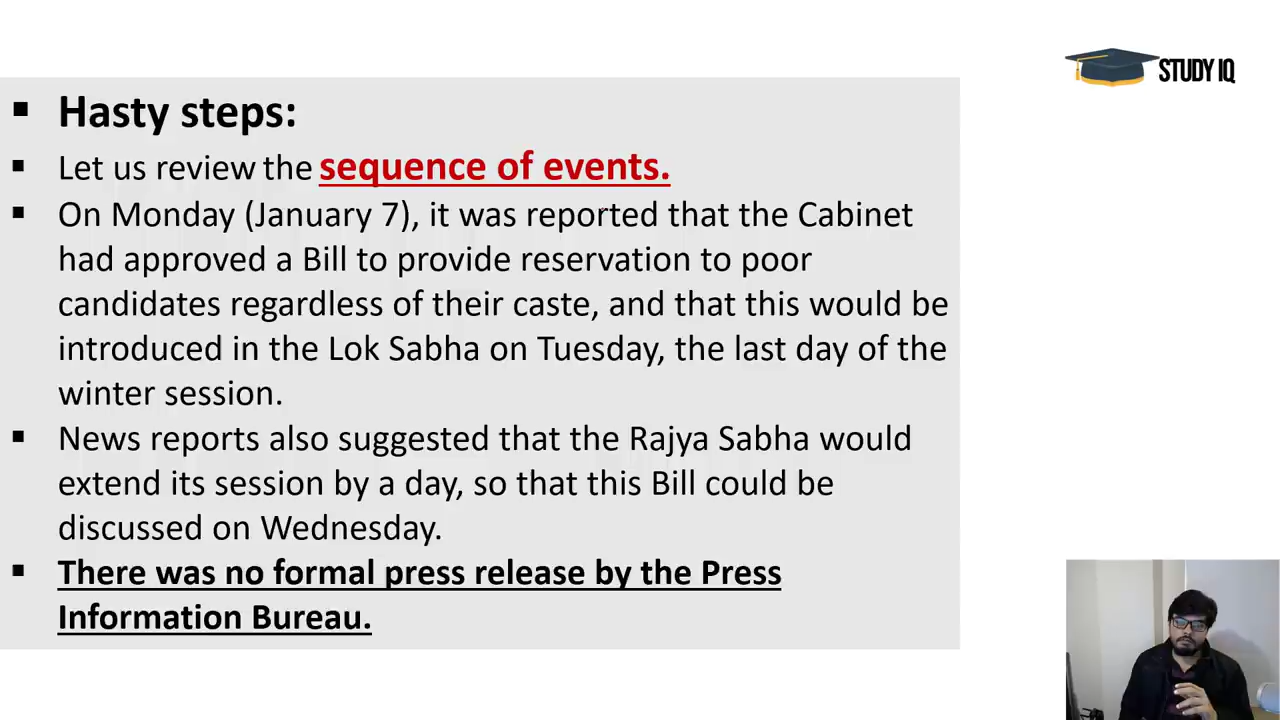 STUDY IQ
▪ Hasty steps:
▪ Let us review the sequence of events.
▪ On Monday (January 7), it was reported that the Cabinet
had approved a Bill to provide reservation to poor
candidates regardless of their caste, and that this would be
introduced in the Lok Sabha on Tuesday, the last day of the
winter session.
▪ News reports also suggested that the Rajya Sabha would
extend its session by a day, so that this Bill could be
discussed on Wednesday.
▪ There was no formal press release by the Press
Information Bureau.